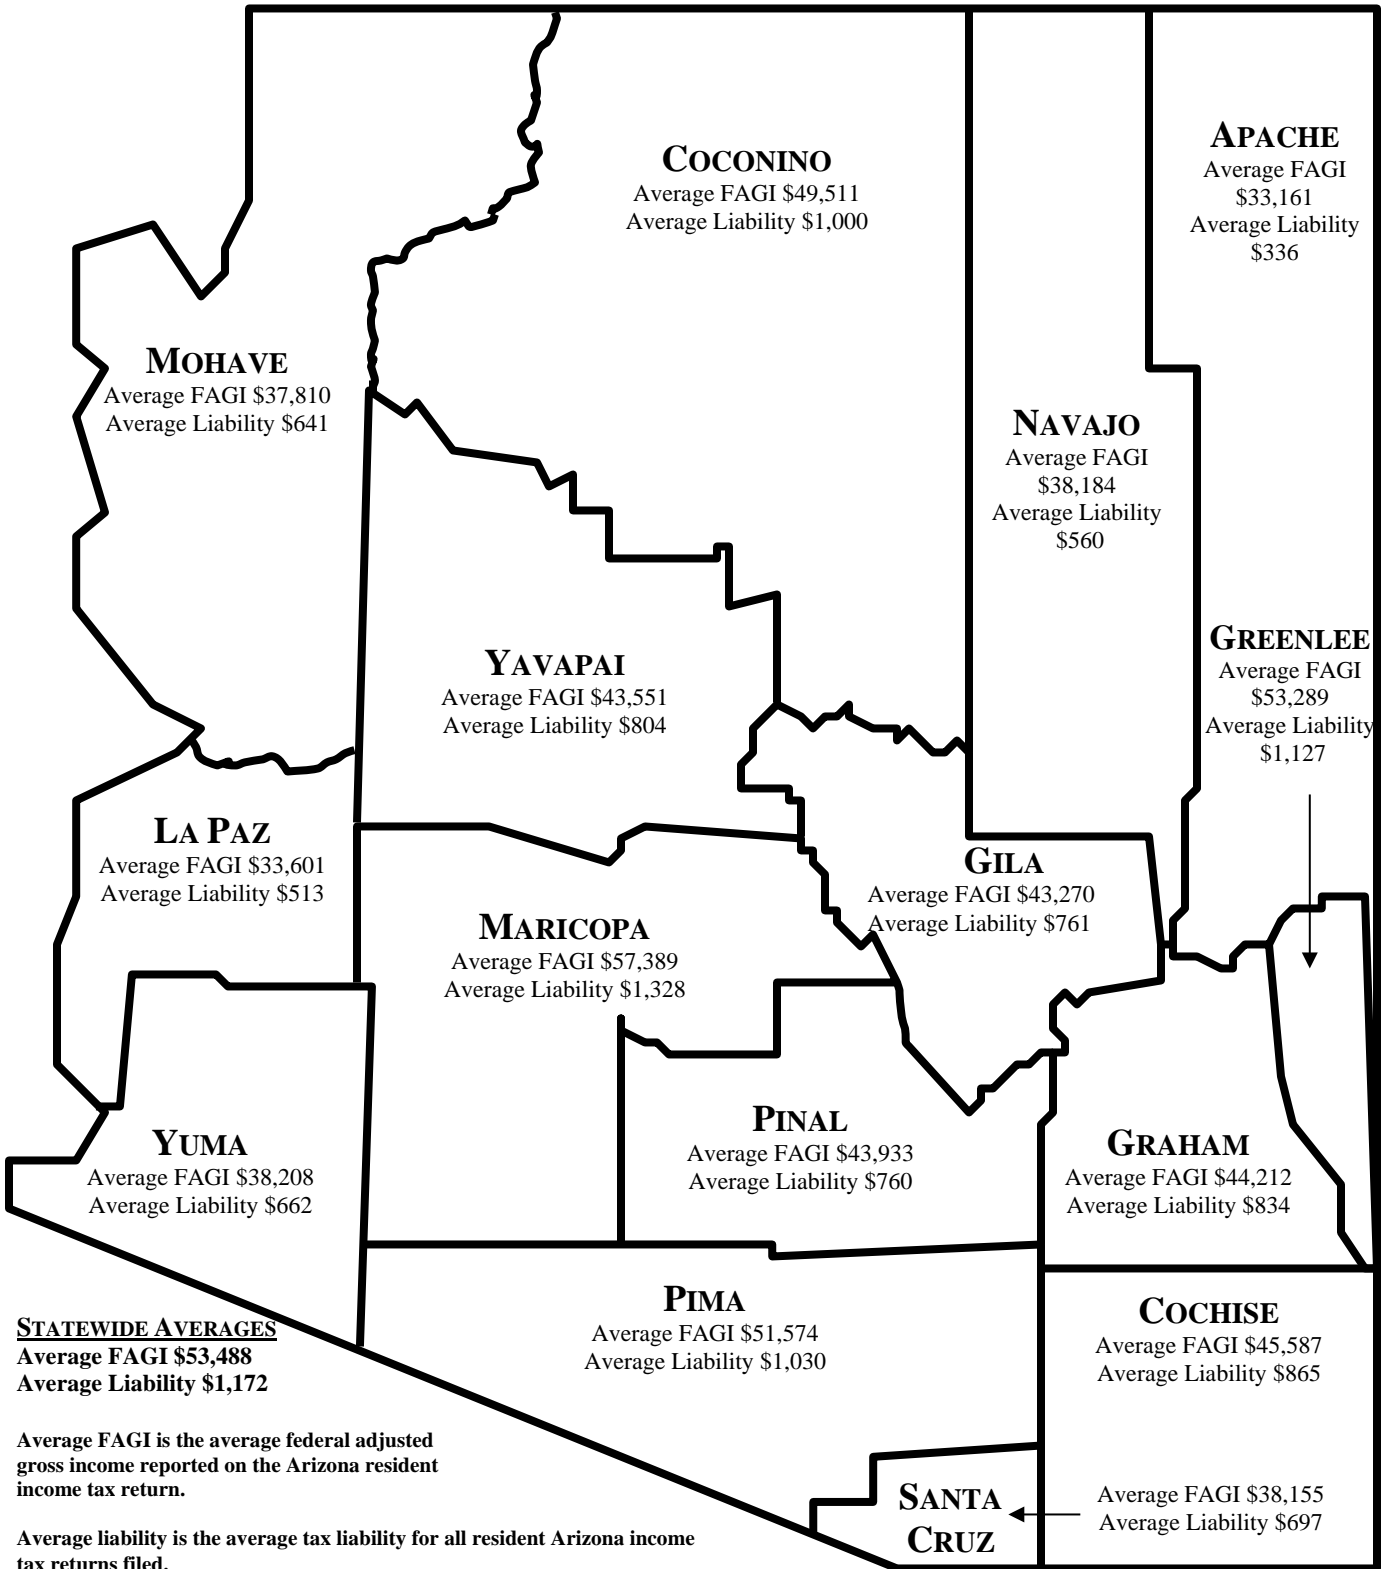 COCONINO
Average FAGI $49,511
Average Liability $1,000
APACHE
Average FAGI
$33,161
Average Liability
$336
MOHAVE
Average FAGI $37,810
Average Liability $641
NAVAJO
Average FAGI
$38,184
Average Liability
$560
GREENLEE
Average FAGI
$53,289
Average Liability
$1,127
YAVAPAI
Average FAGI $43,551
Average Liability $804
LA PAZ
Average FAGI $33,601
Average Liability $513
GILA
Average FAGI $43,270
Average Liability $761
MARICOPA
Average FAGI $57,389
Average Liability $1,328
PINAL
Average FAGI $43,933
Average Liability $760
YUMA
Average FAGI $38,208
Average Liability $662
GRAHAM
Average FAGI $44,212
Average Liability $834
PIMA
Average FAGI $51,574
Average Liability $1,030
COCHISE
Average FAGI $45,587
Average Liability $865
SANTA
CRUZ
Average FAGI $38,155
Average Liability $697
STATEWIDE AVERAGES
Average FAGI $53,488
Average Liability $1,172
Average FAGI is the average federal adjusted
gross income reported on the Arizona resident
income tax return.
Average liability is the average tax liability for all resident Arizona income
tax returns filed.